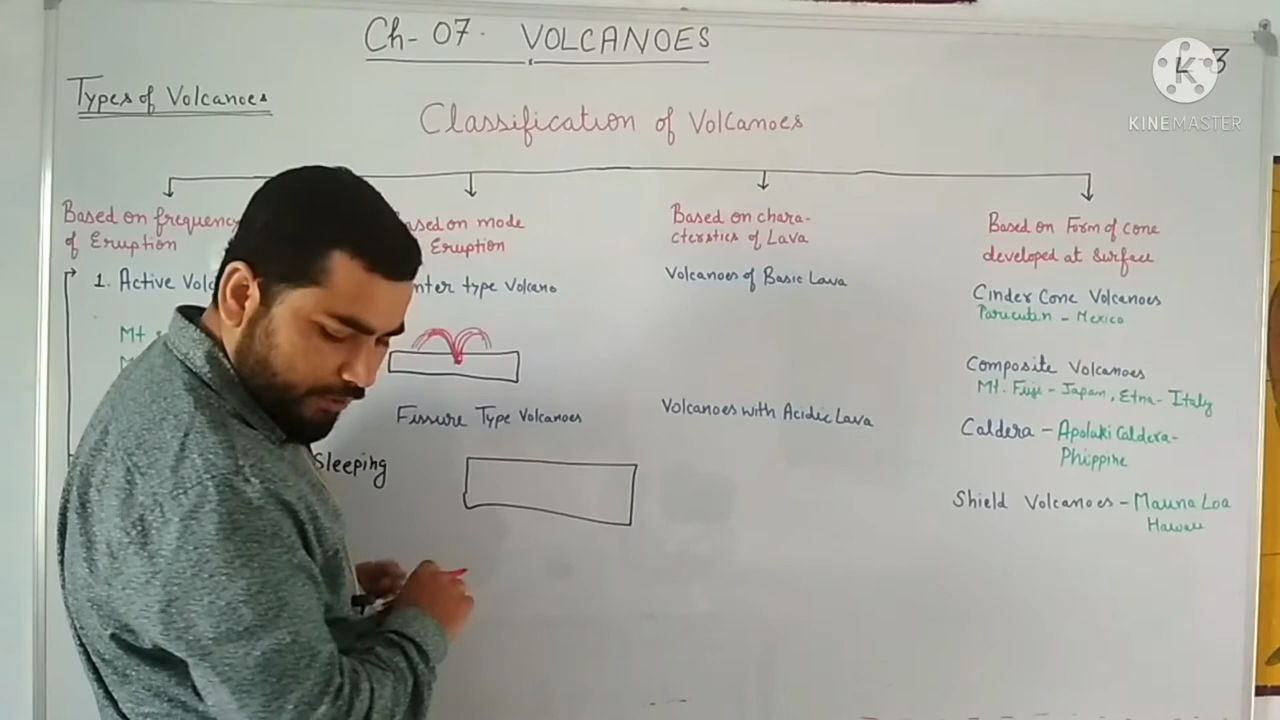 Ch- 07. VOLCANOES
L-3
KINEMASTER
Types of Volcanoes
Classification of Volcanoes
Based on frequency
of Eruption
1. Active
Mt
Sleeping
mode
Eruption
type Volcano
Fissure Type Volcanoes
Based on chara-
cterstics of Lava
Volcanoes of Basic Lava
Volcanoes with Acidic Lava
Based on Form of cone
developed at Surface
Cinder Cone Volcanoes
Paricutin - Mexico
Composite Volcanoes
Mt. Fuji - Japan, Etna - Italy
Caldera - Apolaki Caldera-
Phippine
Shield Volcanoes - Mauna Loa
Hawaii